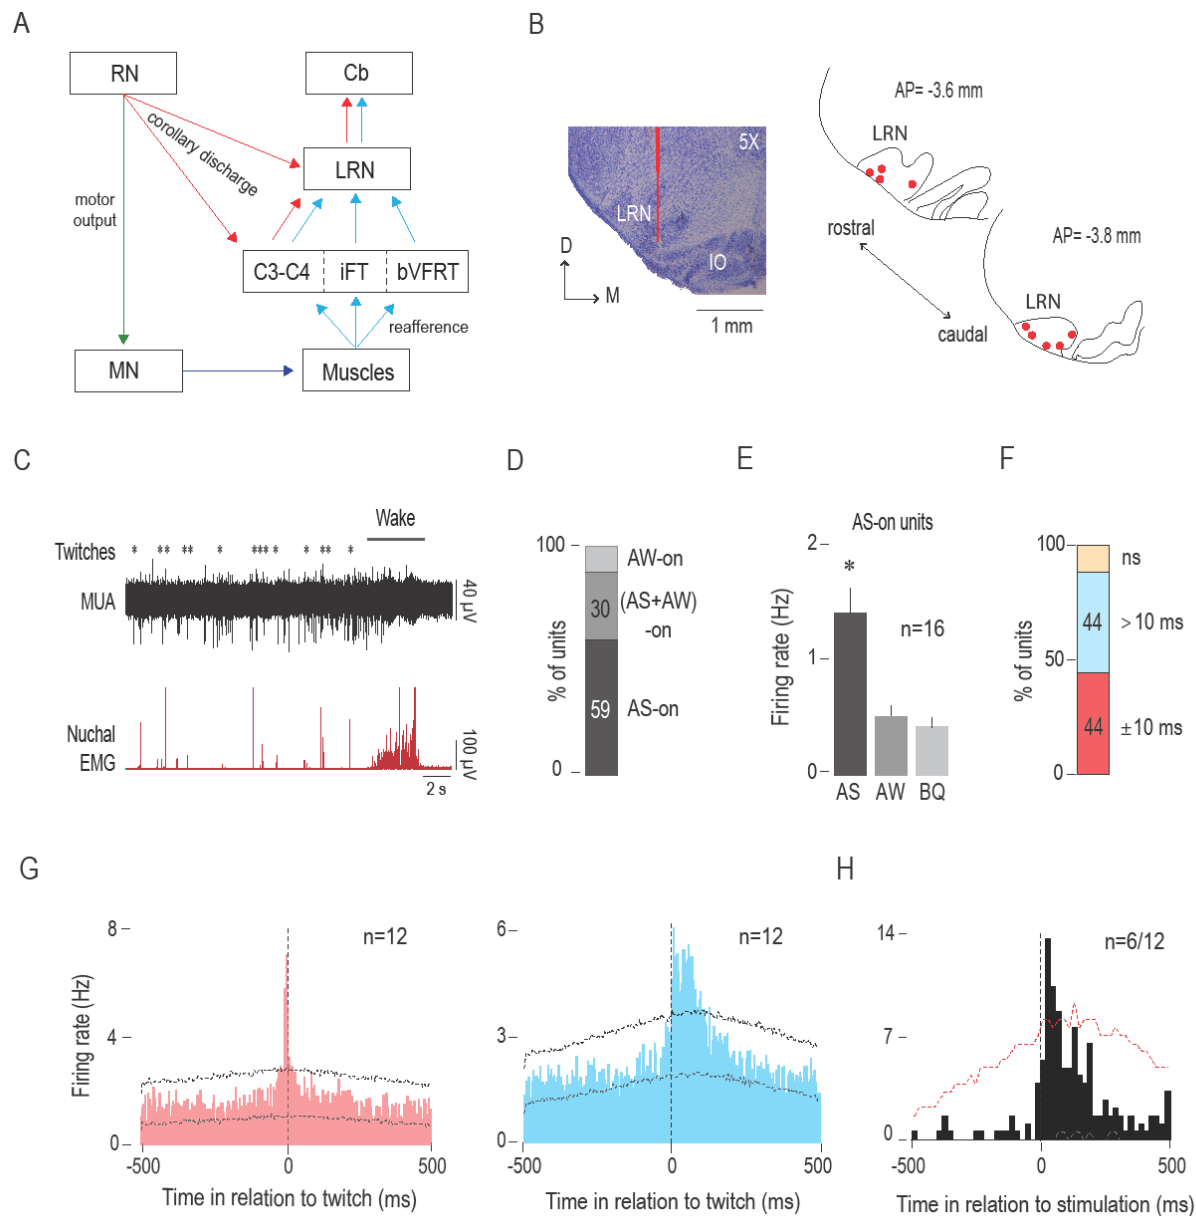 A
RN
Cb
corollary discharge
LRN
motor
output
C3-C4
iFT
bVFRT
reafference
MN
Muscles
B
5X
LRN
IO
D
M
1 mm
AP= -3.6 mm
LRN
rostral
AP= -3.8 mm
caudal
LRN
C
Wake
Twitches
* ** ** * **** * ** *
MUA
40 µV
Nuchal
EMG
100 µV
2 s
D
% of units
100
0
AW-on
30
(AS+AW)
-on
59
AS-on
E
AS-on units
Firing rate (Hz)
2
1
0
*
n=16
AS
AW
BQ
F
% of units
100
50
0
ns
44
>10 ms
44
±10 ms
G
Firing rate (Hz)
8
4
0
n=12
-500
0
500
Time in relation to twitch (ms)
6
3
0
n=12
-500
0
500
Time in relation to twitch (ms)
H
14
7
0
n=6/12
-500
0
500
Time in relation to stimulation (ms)